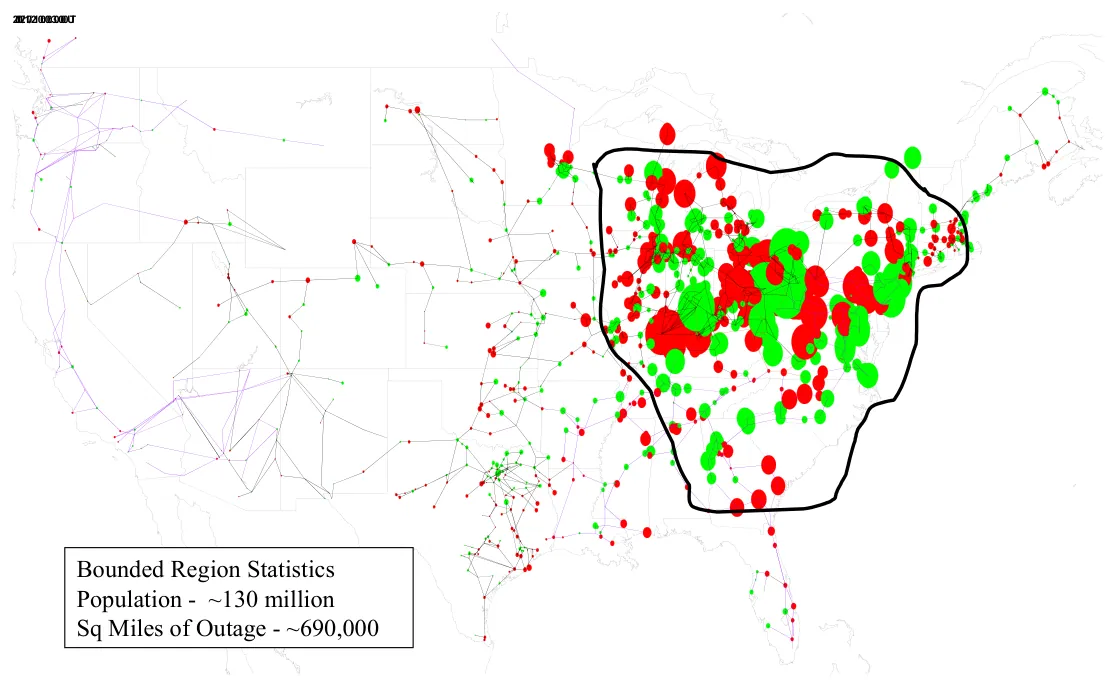 Bounded Region Statistics
Population - ~130 million
Sq Miles of Outage - ~690,000